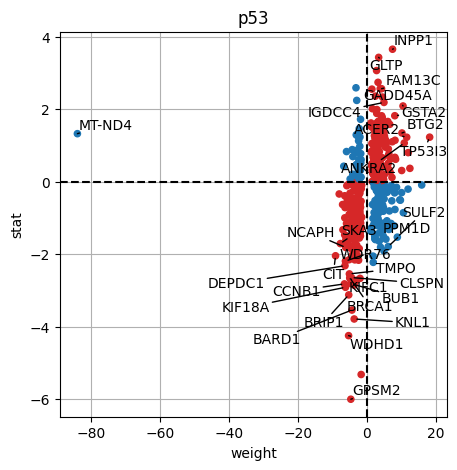 p53
INPP1
GLTP
FAM13C
GADD45A
IGDCC4
GSTA2
MT-ND4
ACER2
BTG2
TP53I3
ANKRA2
SULF2
PPM1D
NCAPH
SKA3
WDR76
TMPO
CIT
DEPDC1
CLSPN
CCNB1
KIFC1
BUB1
KIF18A
BRCA1
BRIP1
KNL1
BARD1
WDHD1
GPSM2
4
2
0
−2
−4
−6
stat
−80
−60
−40
−20
0
20
weight